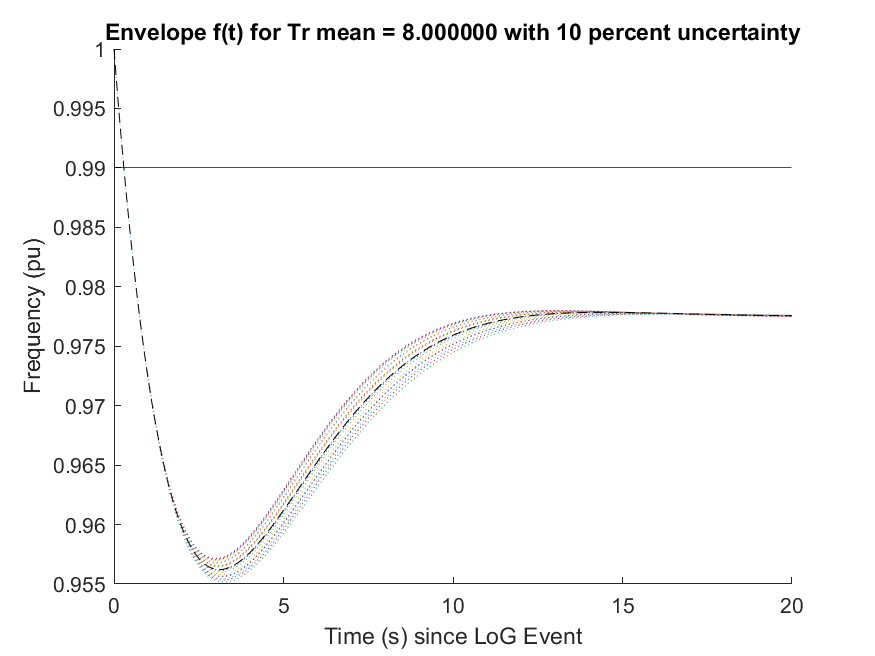 Envelope f(t) for Tr mean = 8.000000 with 10 percent uncertainty
1
0.995
0.99
0.985
0.98
0.975
0.97
0.965
0.96
0.955
Frequency (pu)
0 5 10 15 20
Time (s) since LoG Event